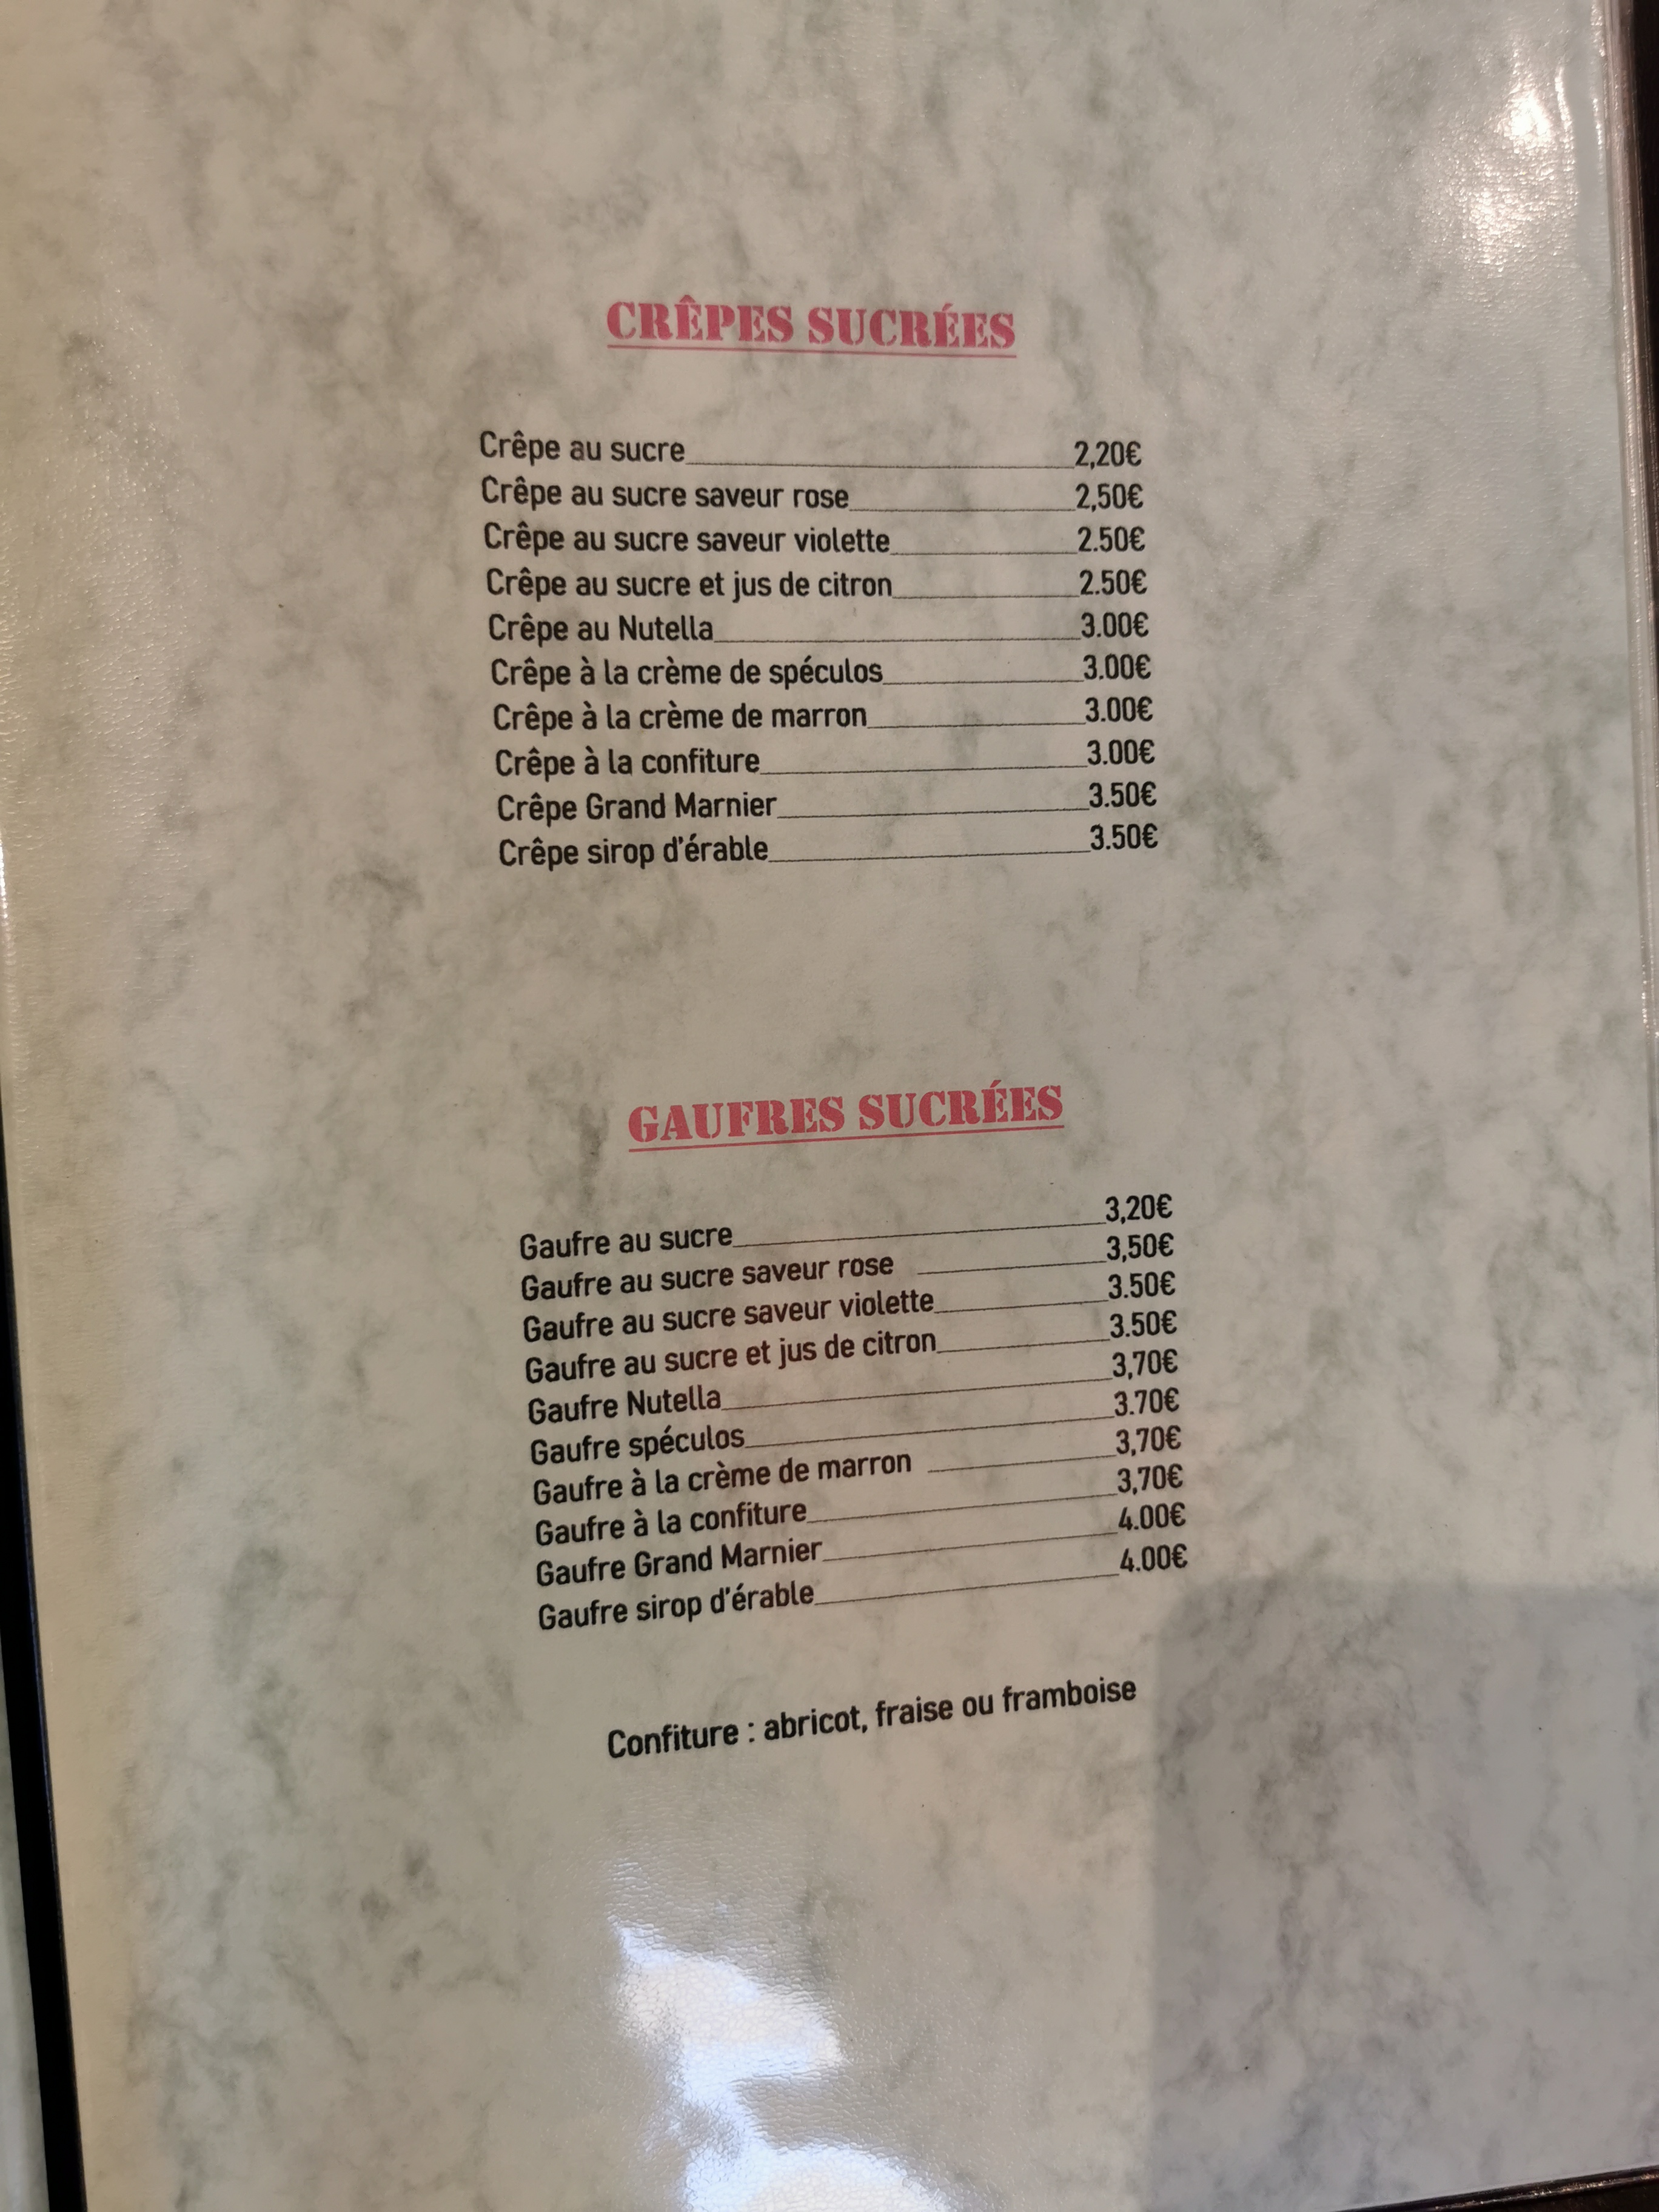 CRÊPES SUCRÉES
Crêpe au sucre 2,20€
Crêpe au sucre saveur rose 2,50€
Crêpe au sucre saveur violette 2.50€
Crêpe au sucre et jus de citron 2.50€
Crêpe au Nutella 3.00€
Crêpe à la crème de spéculos 3.00€
Crêpe à la crème de marron 3.00€
Crêpe à la confiture 3.00€
Crêpe Grand Marnier 3.50€
Crêpe sirop d'érable 3.50€
GAUFRES SUCRÉES
Gaufre au sucre 3,20€
Gaufre au sucre saveur rose 3,50€
Gaufre au sucre saveur violette 3.50€
Gaufre au sucre et jus de citron 3.50€
Gaufre Nutella 3,70€
Gaufre spéculos 3.70€
Gaufre à la crème de marron 3,70€
Gaufre à la confiture 3,70€
Gaufre Grand Marnier 4.00€
Gaufre sirop d'érable 4.00€
Confiture : abricot, fraise ou framboise